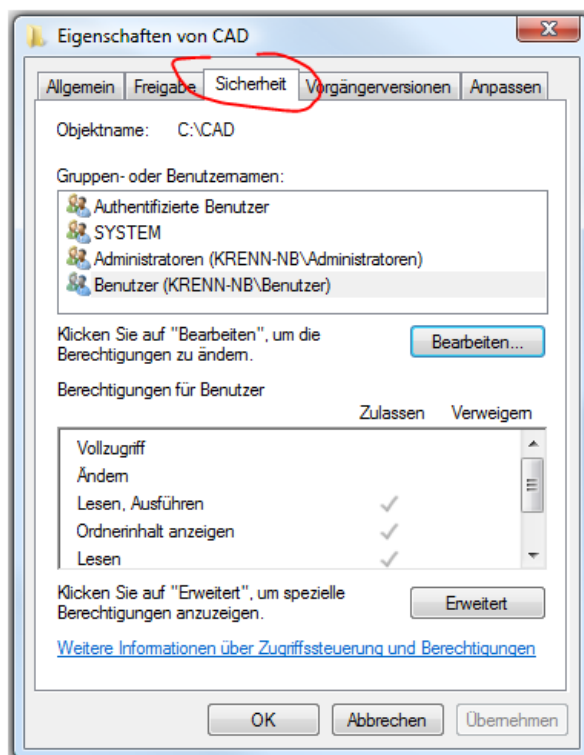 Eigenschaften von CAD
Allgemein Freigabe Sicherheit Vorgängerversionen Anpassen
Objektname: C:\CAD
Gruppen- oder Benutzernamen:
Authentifizierte Benutzer
SYSTEM
Administratoren (KRENN-NB\Administratoren)
Benutzer (KRENN-NB\Benutzer)
Klicken Sie auf "Bearbeiten", um die
Berechtigungen zu ändern.
Bearbeiten...
Berechtigungen für Benutzer
Zulassen Verweigern
Vollzugriff
Ändern
Lesen, Ausführen
Ordnerinhalt anzeigen
Lesen
Klicken Sie auf "Erweitert", um spezielle
Berechtigungen anzuzeigen.
Erweitert
Weitere Informationen über Zugriffssteuerung und Berechtigungen
OK Abbrechen Übernehmen